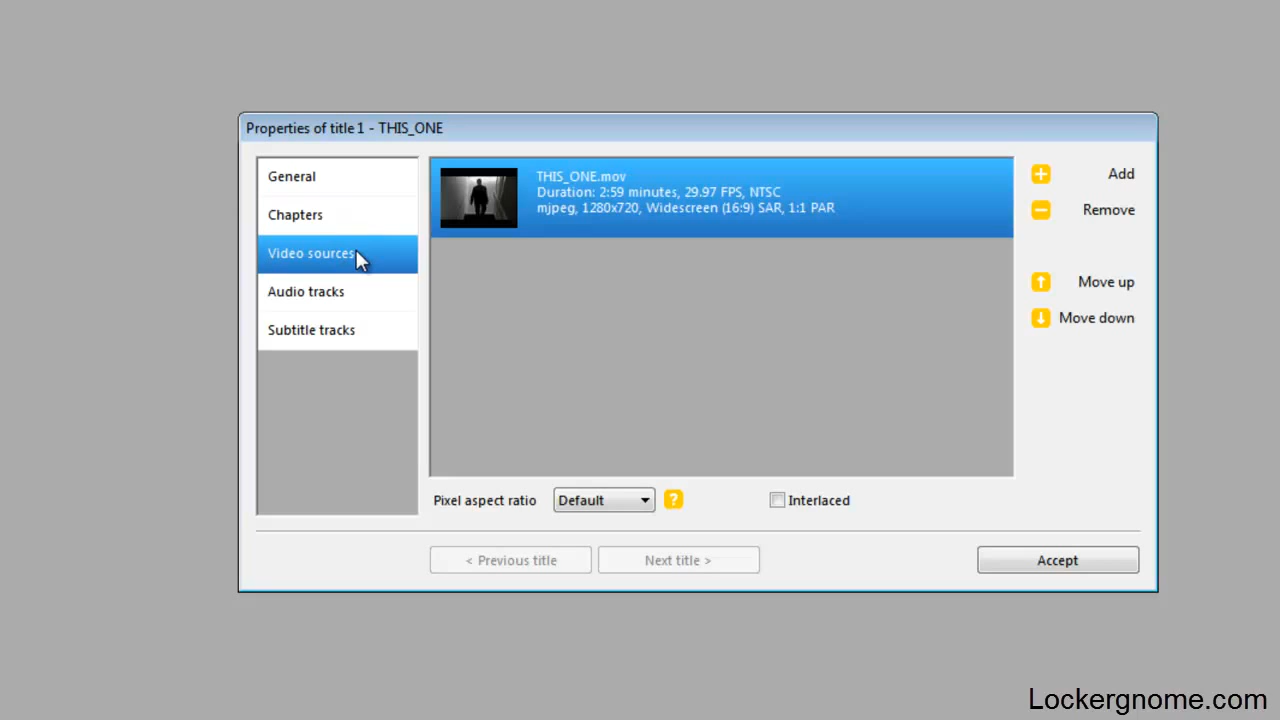 Properties of title 1 - THIS_ONE
General
Chapters
Video sources
Audio tracks
Subtitle tracks
THIS_ONE.mov
Duration: 2:59 minutes, 29.97 FPS, NTSC
mjpeg, 1280x720, Widescreen (16:9) SAR, 1:1 PAR
Add
Remove
Move up
Move down
Pixel aspect ratio Default ? Interlaced
< Previous title Next title > Accept
Lockergnome.com